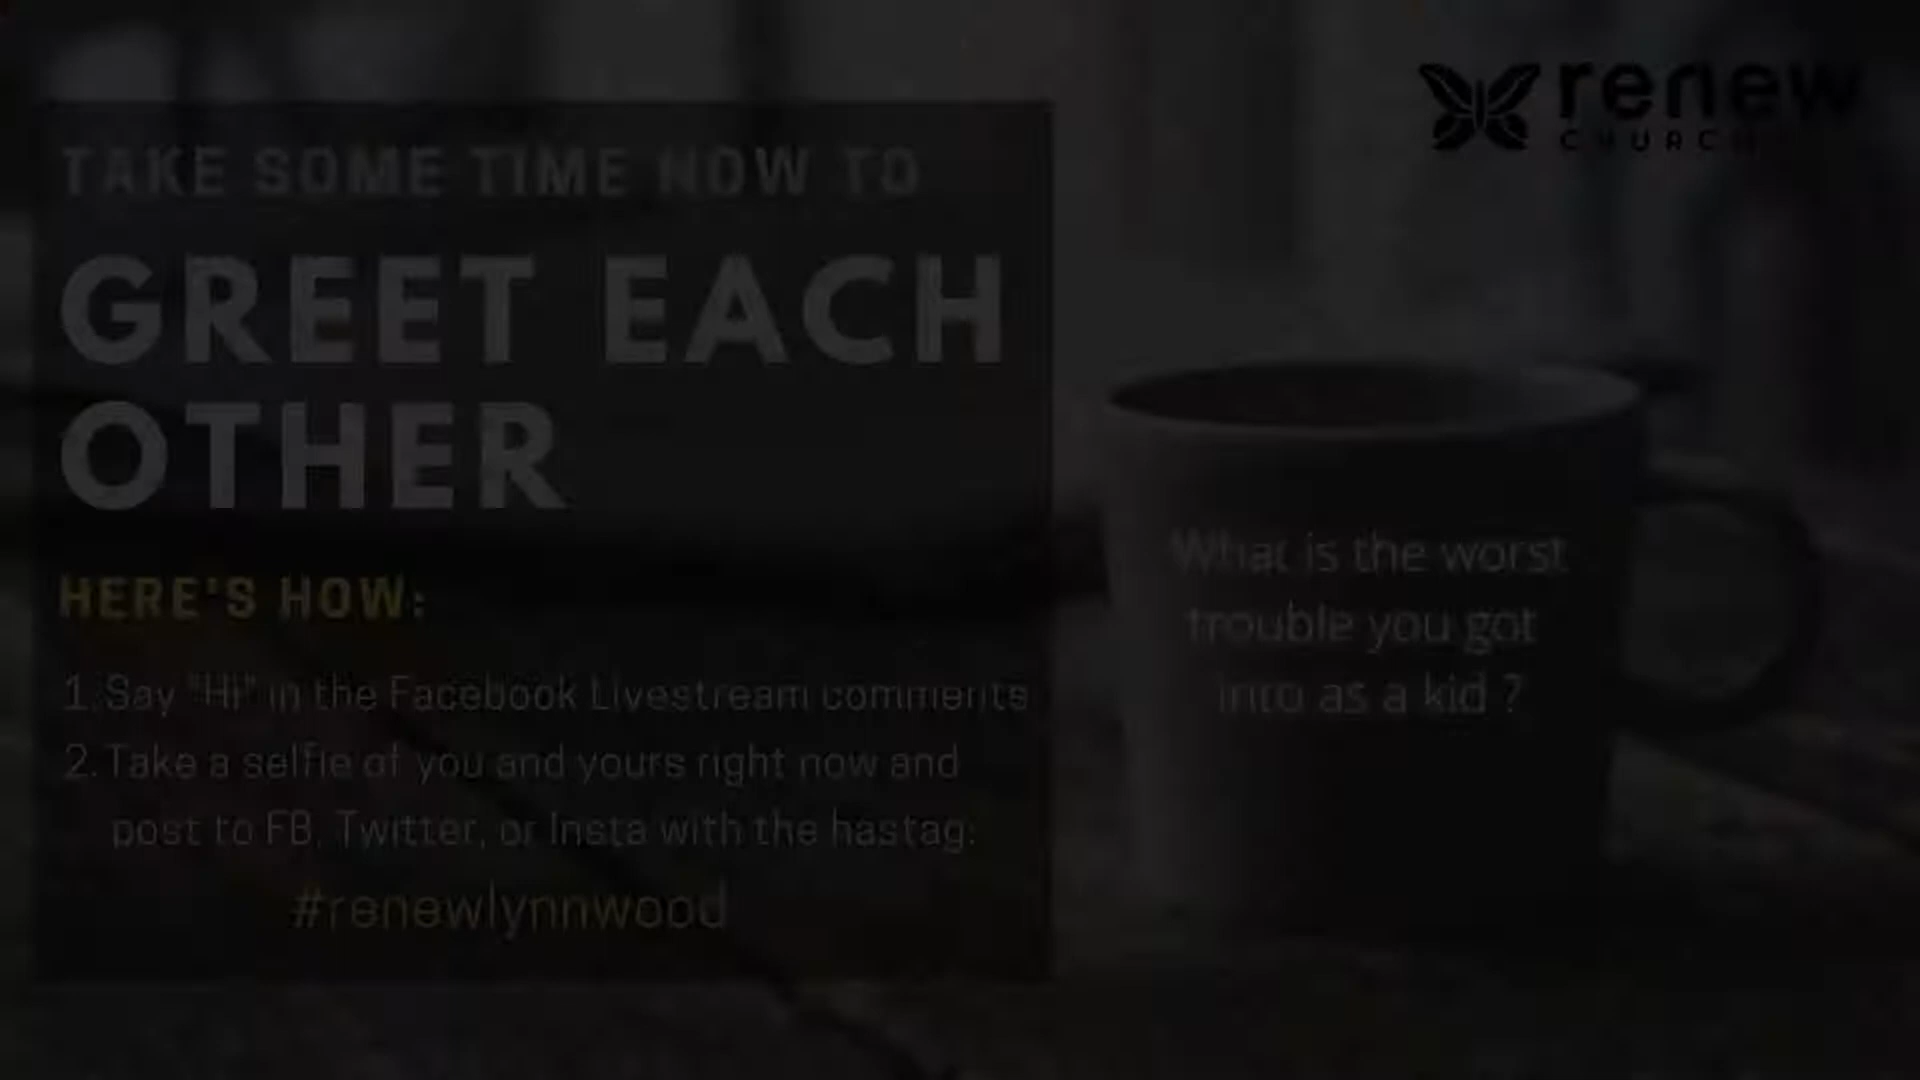 renew
CHURCH
TAKE SOME TIME NOW TO
GREET EACH
OTHER
HERE'S HOW:
1. Say "Hi" in the Facebook Livestream comments
2. Take a selfie of you and yours right now and
post to FB, Twitter, or Insta with the hastag:
#renewlynnwood
What is the worst
trouble you got
into as a kid ?